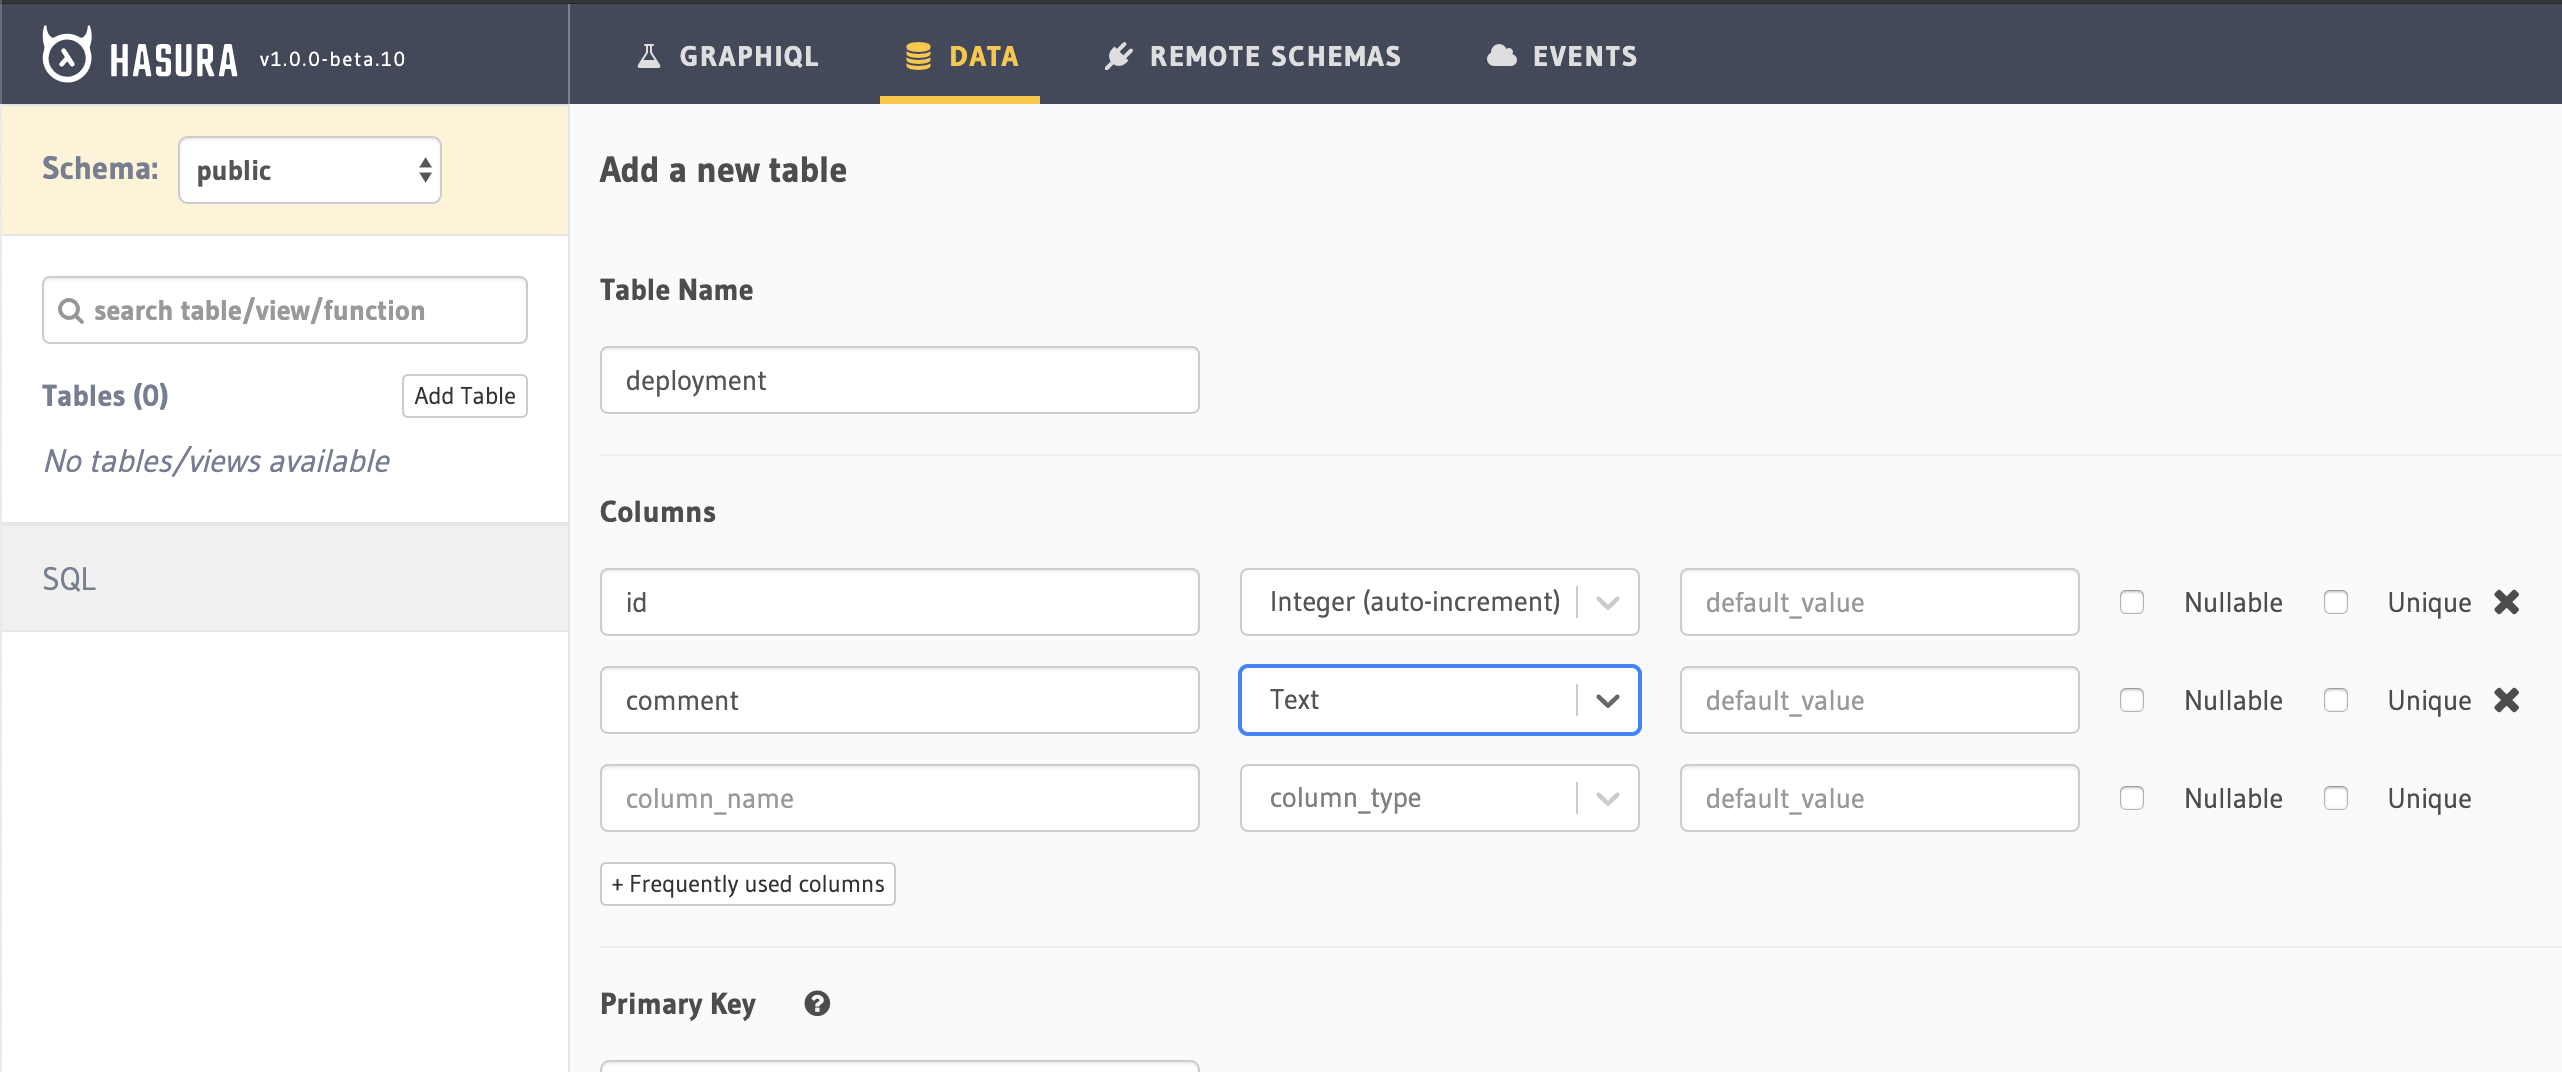 HASURA v1.0.0-beta.10
GRAPHIQL DATA REMOTE SCHEMAS EVENTS
Schema: public
search table/view/function
Tables (0) Add Table
No tables/views available
SQL
Add a new table
Table Name
deployment
Columns
id Integer (auto-increment) default_value Nullable Unique
comment Text default_value Nullable Unique
column_name column_type default_value Nullable Unique
+ Frequently used columns
Primary Key ?